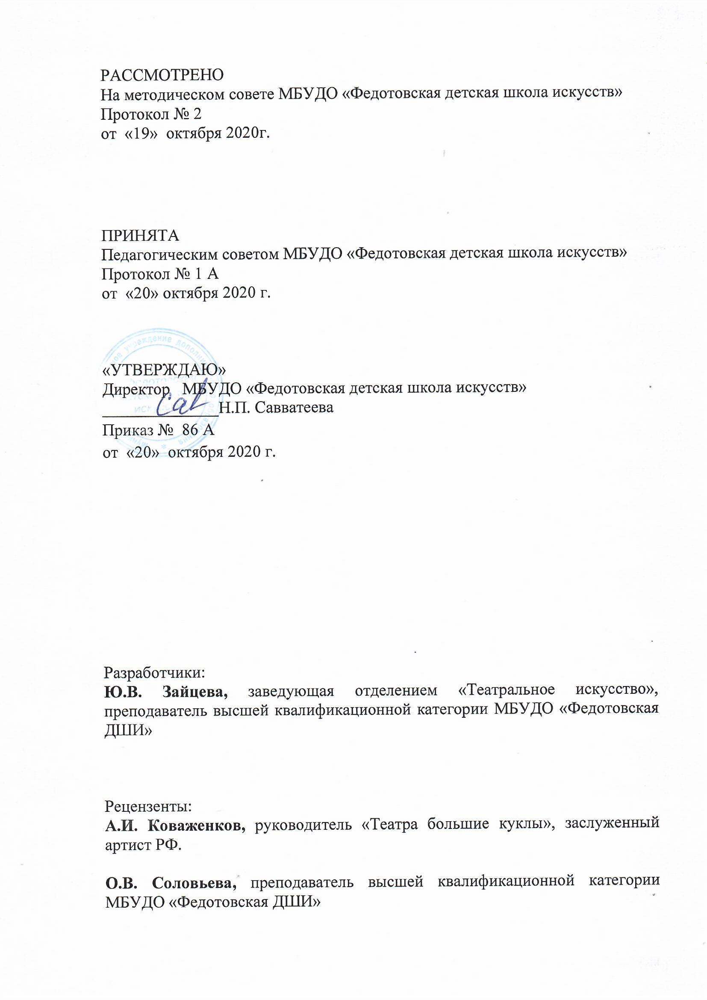 РАССМОТРЕНО
На методическом совете МБУДО «Федотовская детская школа искусств»
Протокол № 2
от «19» октября 2020г.
ПРИНЯТА
Педагогическим советом МБУДО «Федотовская детская школа искусств»
Протокол № 1 А
от «20» октября 2020 г.
учреждение
«УТВЕРЖДАЮ»
Директор МБУДО «Федотовская детская школа искусств»
_______________Н.П. Савватеева
Приказ № 86 А
от «20» октября 2020 г.
Разработчики:
Ю.В. Зайцева, заведующая отделением «Театральное искусство»,
преподаватель высшей квалификационной категории МБУДО «Федотовская
ДШИ»
Рецензенты:
А.И. Коваженков, руководитель «Театра большие куклы», заслуженный
артист РФ.
О.В. Соловьева, преподаватель высшей квалификационной категории
МБУДО «Федотовская ДШИ»